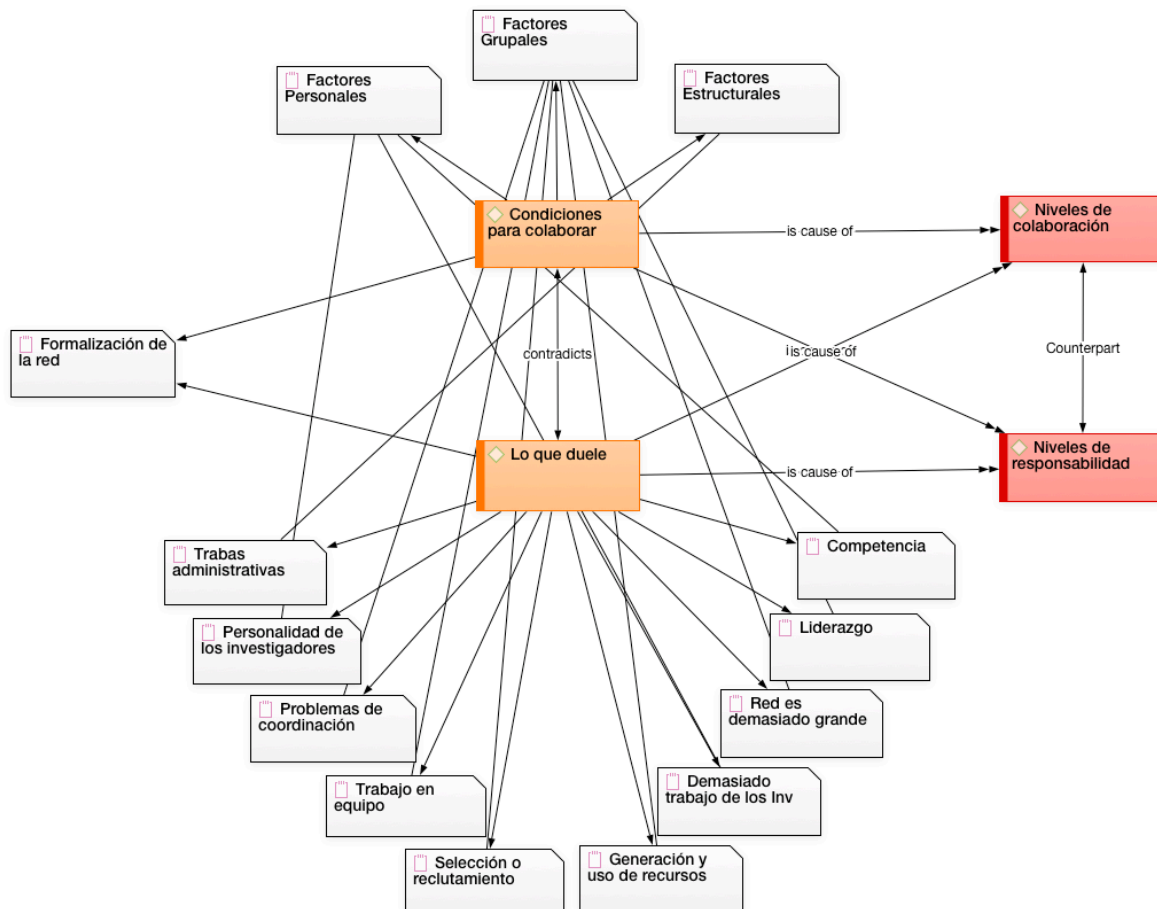 Factores
Grupales
Factores
Personales
Factores
Estructurales
Condiciones
para colaborar
Niveles de
colaboración
is cause of
Formalización de
la red
contradicts
is cause of
Counterpart
Lo que duele
Niveles de
responsabilidad
is cause of
Trabas
administrativas
Competencia
Personalidad de
los investigadores
Liderazgo
Problemas de
coordinación
Red es
demasiado grande
Trabajo en
equipo
Demasiado
trabajo de los Inv
Selección o
reclutamiento
Generación y
uso de recursos